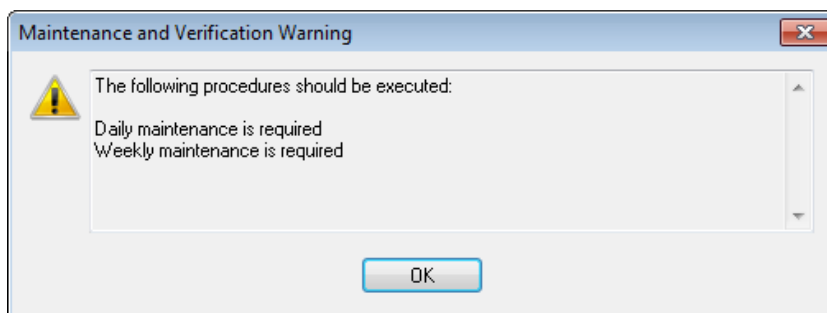 Maintenance and Verification Warning
The following procedures should be executed:
Daily maintenance is required
Weekly maintenance is required
OK